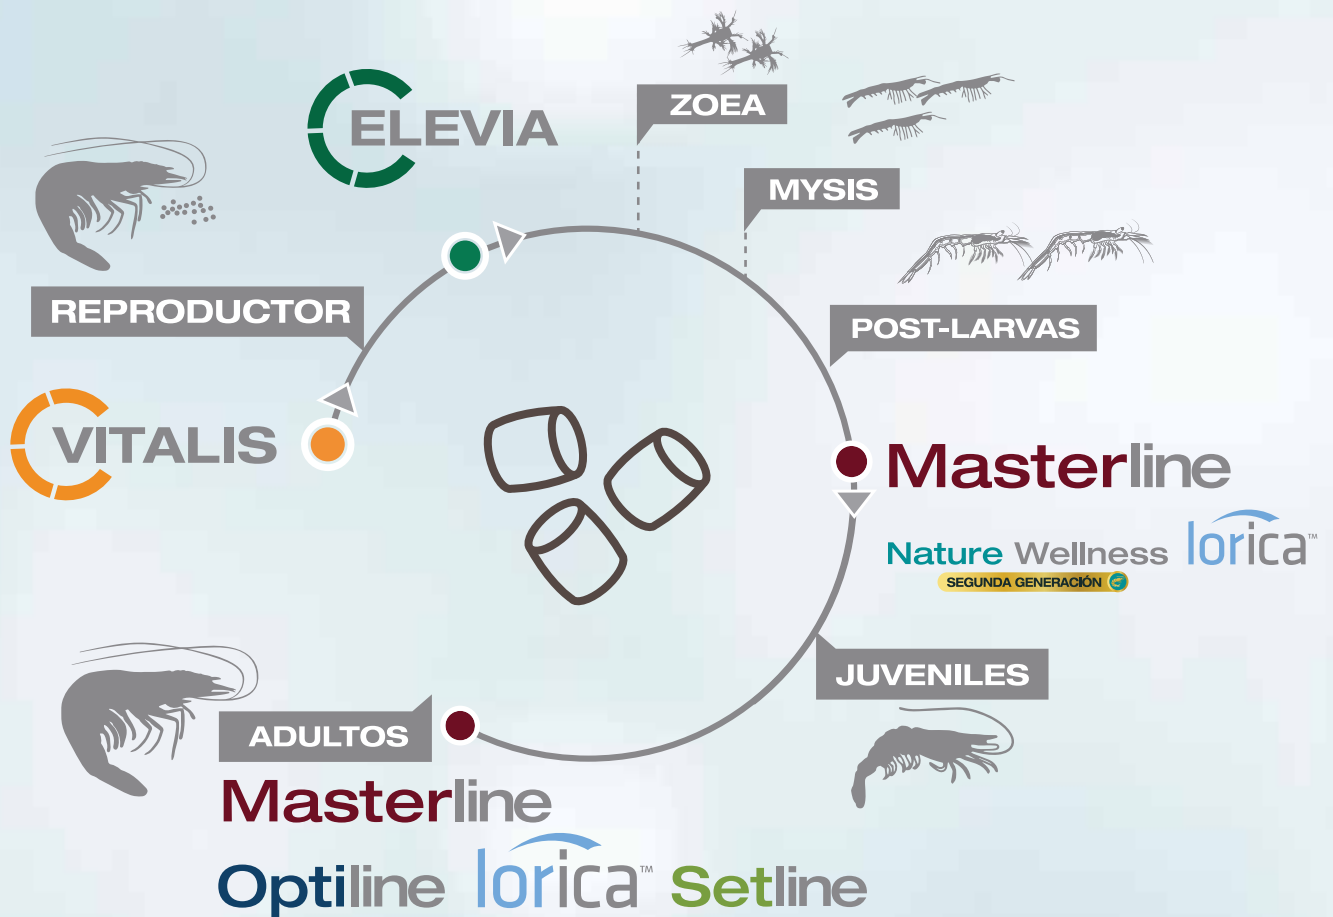 ELEVIA
ZOEA
MYSIS
REPRODUCTOR
POST-LARVAS
VITALIS
Masterline
Nature Wellness lorica™
SEGUNDA GENERACIÓN
JUVENILES
ADULTOS
Masterline
Optiline lorica™ Setline